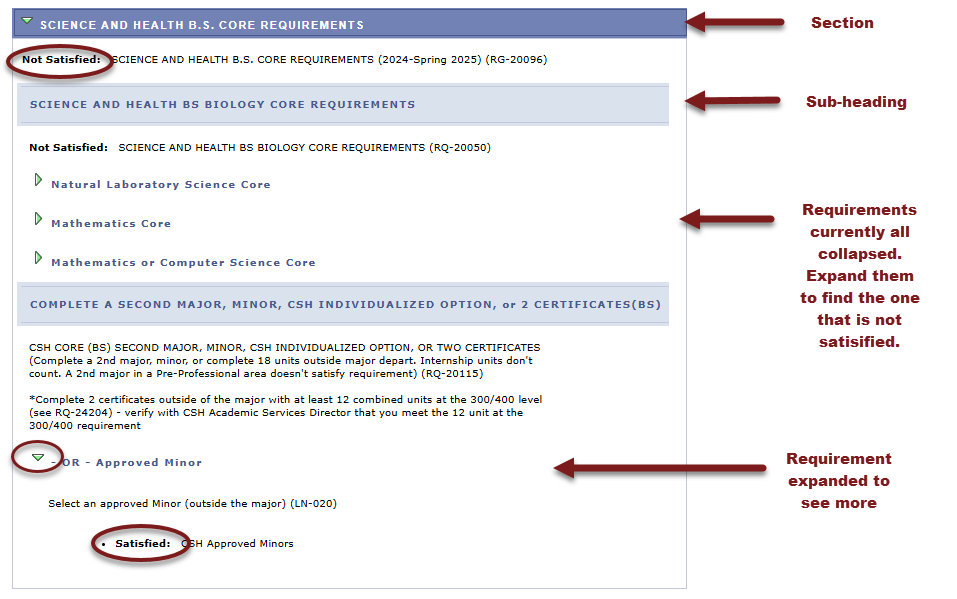 SCIENCE AND HEALTH B.S. CORE REQUIREMENTS
Section
Not Satisfied: SCIENCE AND HEALTH B.S. CORE REQUIREMENTS (2024-Spring 2025) (RG-20096)
SCIENCE AND HEALTH BS BIOLOGY CORE REQUIREMENTS
Sub-heading
Not Satisfied: SCIENCE AND HEALTH BS BIOLOGY CORE REQUIREMENTS (RQ-20050)
Natural Laboratory Science Core
Mathematics Core
Mathematics or Computer Science Core
Requirements
currently all
collapsed.
Expand them
to find the one
that is not
satisified.
COMPLETE A SECOND MAJOR, MINOR, CSH INDIVIDUALIZED OPTION, or 2 CERTIFICATES(BS)
CSH CORE (BS) SECOND MAJOR, MINOR, CSH INDIVIDUALIZED OPTION, OR TWO CERTIFICATES
(Complete a 2nd major, minor, or complete 18 units outside major depart. Internship units don't
count. A 2nd major in a Pre-Professional area doesn't satisfy requirement) (RQ-20115)
*Complete 2 certificates outside of the major with at least 12 combined units at the 300/400 level
(see RQ-24204) - verify with CSH Academic Services Director that you meet the 12 unit at the
300/400 requirement
- OR - Approved Minor
Requirement
expanded to
see more
Select an approved Minor (outside the major) (LN-020)
• Satisfied: CSH Approved Minors